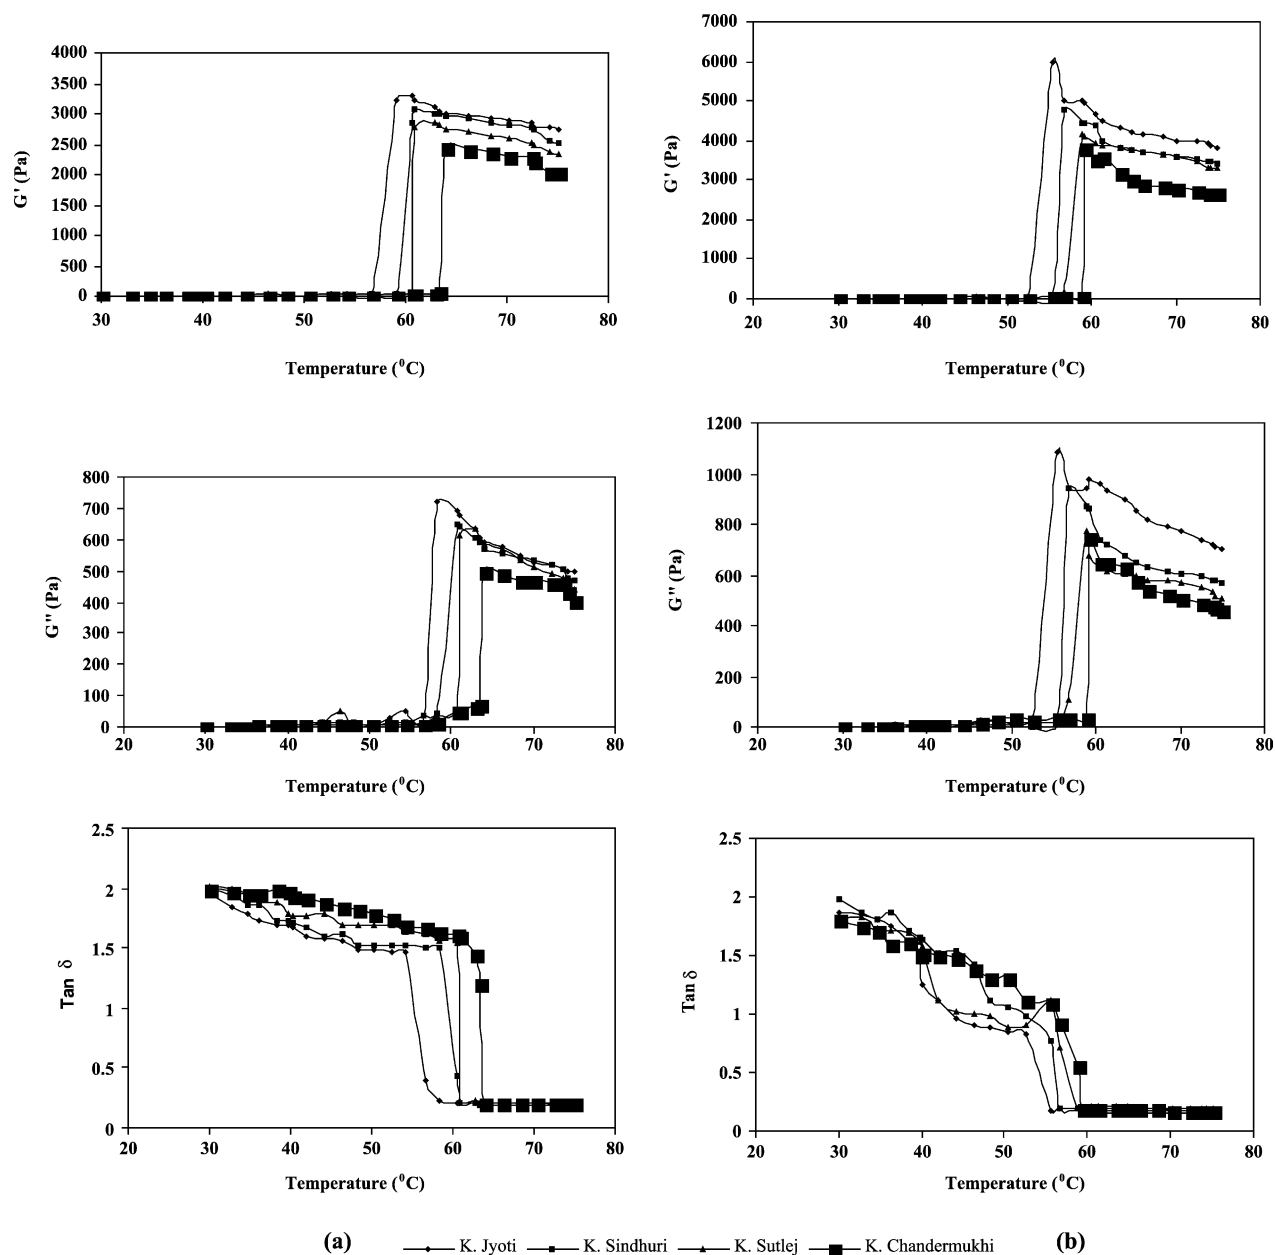 4000
3500
3000
2500
2000
1500
1000
500
0
G' (Pa)
30 40 50 60 70 80
Temperature (⁰C)
7000
6000
5000
4000
3000
2000
1000
0
G' (Pa)
20 30 40 50 60 70 80
Temperature (⁰C)
800
700
600
500
400
300
200
100
0
G" (Pa)
20 30 40 50 60 70 80
Temperature (⁰C)
1200
1000
800
600
400
200
0
G" (Pa)
20 30 40 50 60 70 80
Temperature (⁰C)
2.5
2
1.5
1
0.5
0
Tan δ
20 30 40 50 60 70 80
Temperature (⁰C)
2.5
2
1.5
1
0.5
0
Tan δ
20 30 40 50 60 70 80
Temperature (⁰C)
(a) (b)
K. Jyoti K. Sindhuri K. Sutlej K. Chandermukhi